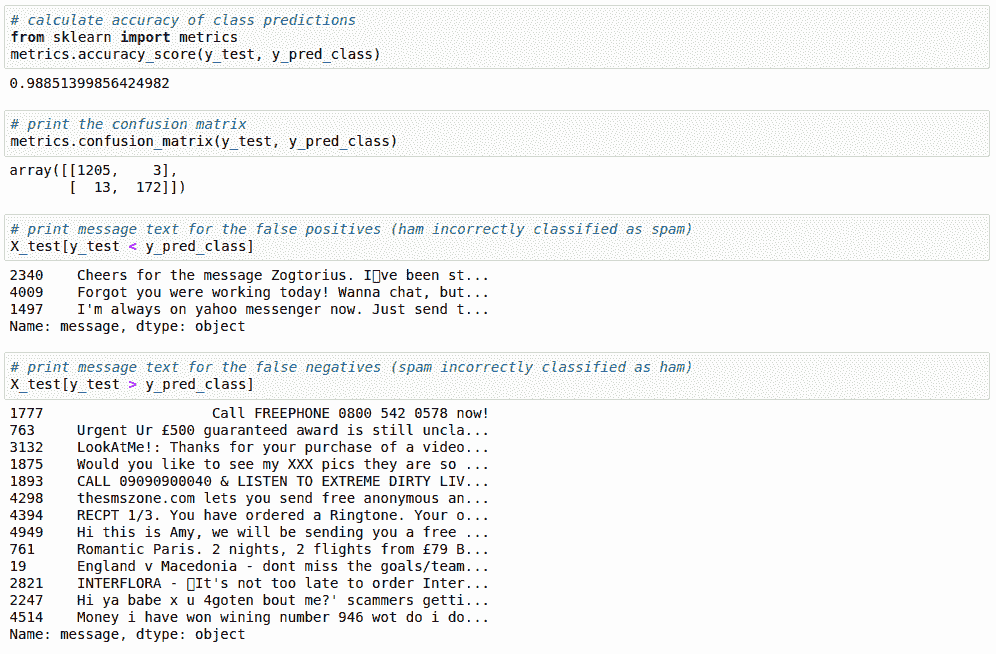 # calculate accuracy of class predictions
from sklearn import metrics
metrics.accuracy_score(y_test, y_pred_class)
0.98851399856424982
# print the confusion matrix
metrics.confusion_matrix(y_test, y_pred_class)
array([[1205,    3],
       [  13,  172]])
# print message text for the false positives (ham incorrectly classified as spam)
X_test[y_test < y_pred_class]
2340    Cheers for the message Zogtorius. I▯ve been st...
4009    Forgot you were working today! Wanna chat, but...
1497    I'm always on yahoo messenger now. Just send t...
Name: message, dtype: object
# print message text for the false negatives (spam incorrectly classified as ham)
X_test[y_test > y_pred_class]
1777                    Call FREEPHONE 0800 542 0578 now!
763     Urgent Ur £500 guaranteed award is still uncla...
3132    LookAtMe!: Thanks for your purchase of a video...
1875    Would you like to see my XXX pics they are so ...
1893    CALL 09090900040 & LISTEN TO EXTREME DIRTY LIV...
4298    thesmszone.com lets you send free anonymous an...
4394    RECPT 1/3. You have ordered a Ringtone. Your o...
4949    Hi this is Amy, we will be sending you a free ...
761     Romantic Paris. 2 nights, 2 flights from £79 B...
19      England v Macedonia - dont miss the goals/team...
2821    INTERFLORA - ▯It's not too late to order Inter...
2247    Hi ya babe x u 4goten bout me?' scammers getti...
4514    Money i have won wining number 946 wot do i do...
Name: message, dtype: object